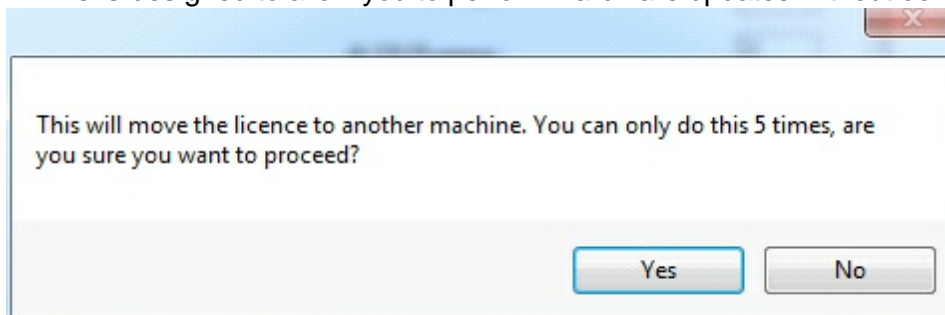 This will move the licence to another machine. You can only do this 5 times, are
you sure you want to proceed?
Yes No